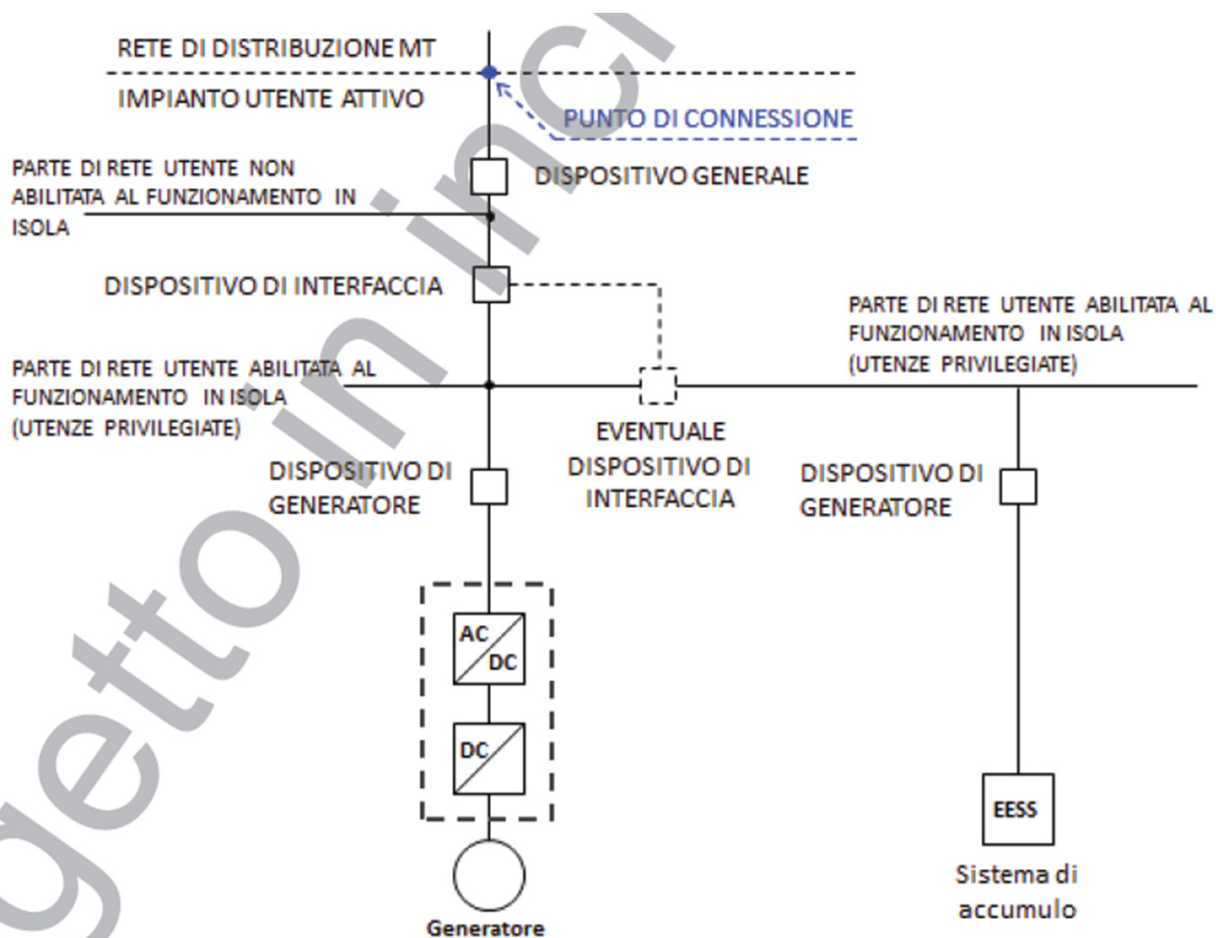 RETE DI DISTRIBUZIONE MT
IMPIANTO UTENTE ATTIVO
PUNTO DI CONNESSIONE
PARTE DI RETE UTENTE NON
ABILITATA AL FUNZIONAMENTO IN
ISOLA
DISPOSITIVO GENERALE
DISPOSITIVO DI INTERFACCIA
PARTE DI RETE UTENTE ABILITATA AL
FUNZIONAMENTO IN ISOLA
(UTENZE PRIVILEGIATE)
PARTE DI RETE UTENTE ABILITATA AL
FUNZIONAMENTO IN ISOLA
(UTENZE PRIVILEGIATE)
EVENTUALE
DISPOSITIVO DI
INTERFACCIA
DISPOSITIVO DI
GENERATORE
DISPOSITIVO DI
GENERATORE
AC
DC
DC
EESS
Generatore
Sistema di
accumulo
getto in inc